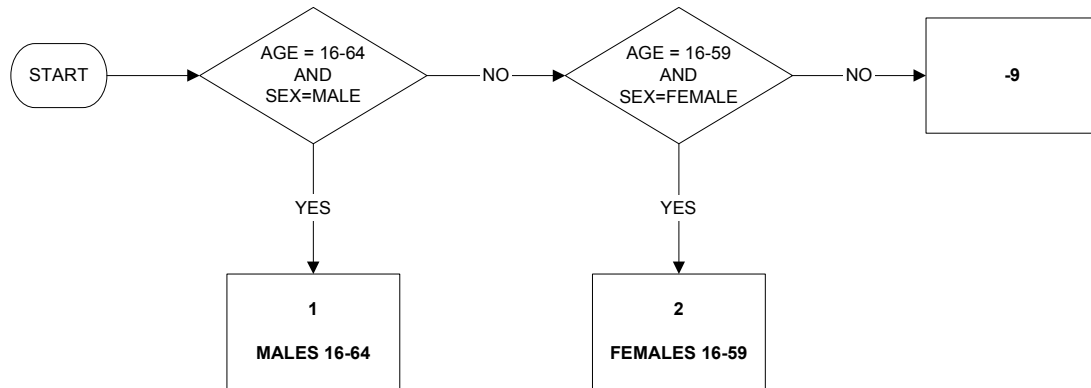 START
AGE = 16-64
AND
SEX=MALE
NO
AGE = 16-59
AND
SEX=FEMALE
NO
-9
YES
YES
1
MALES 16-64
2
FEMALES 16-59